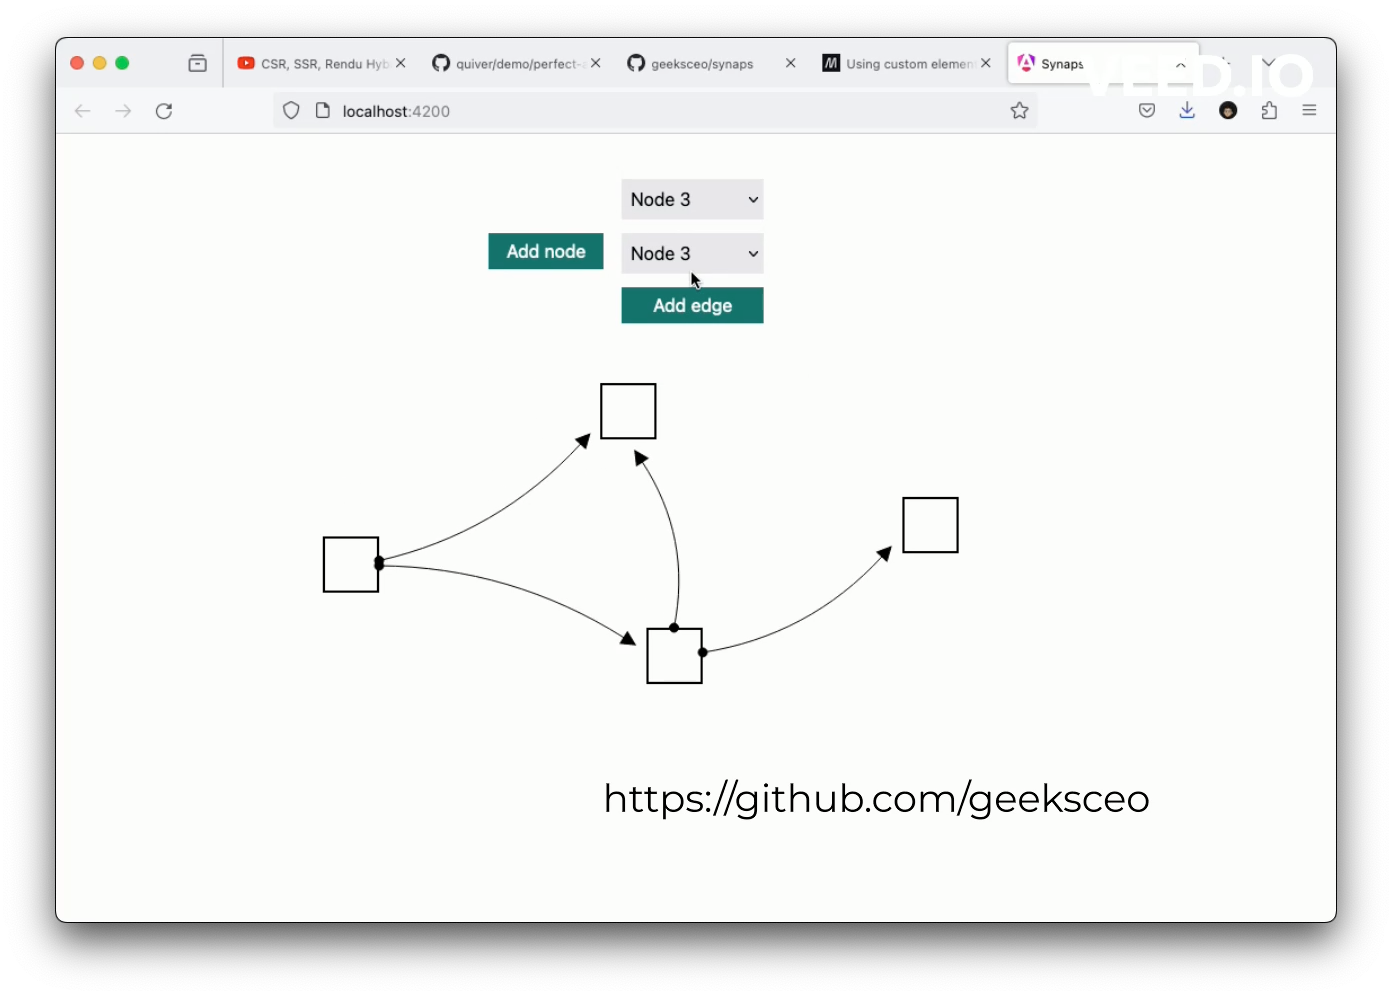 CSR, SSR, Rendu Hyb
quiver/demo/perfect-a
geeksceo/synaps
Using custom elemen
Synaps
VEED.IO
localhost:4200
Node 3
Add node
Node 3
Add edge
https://github.com/geeksceo